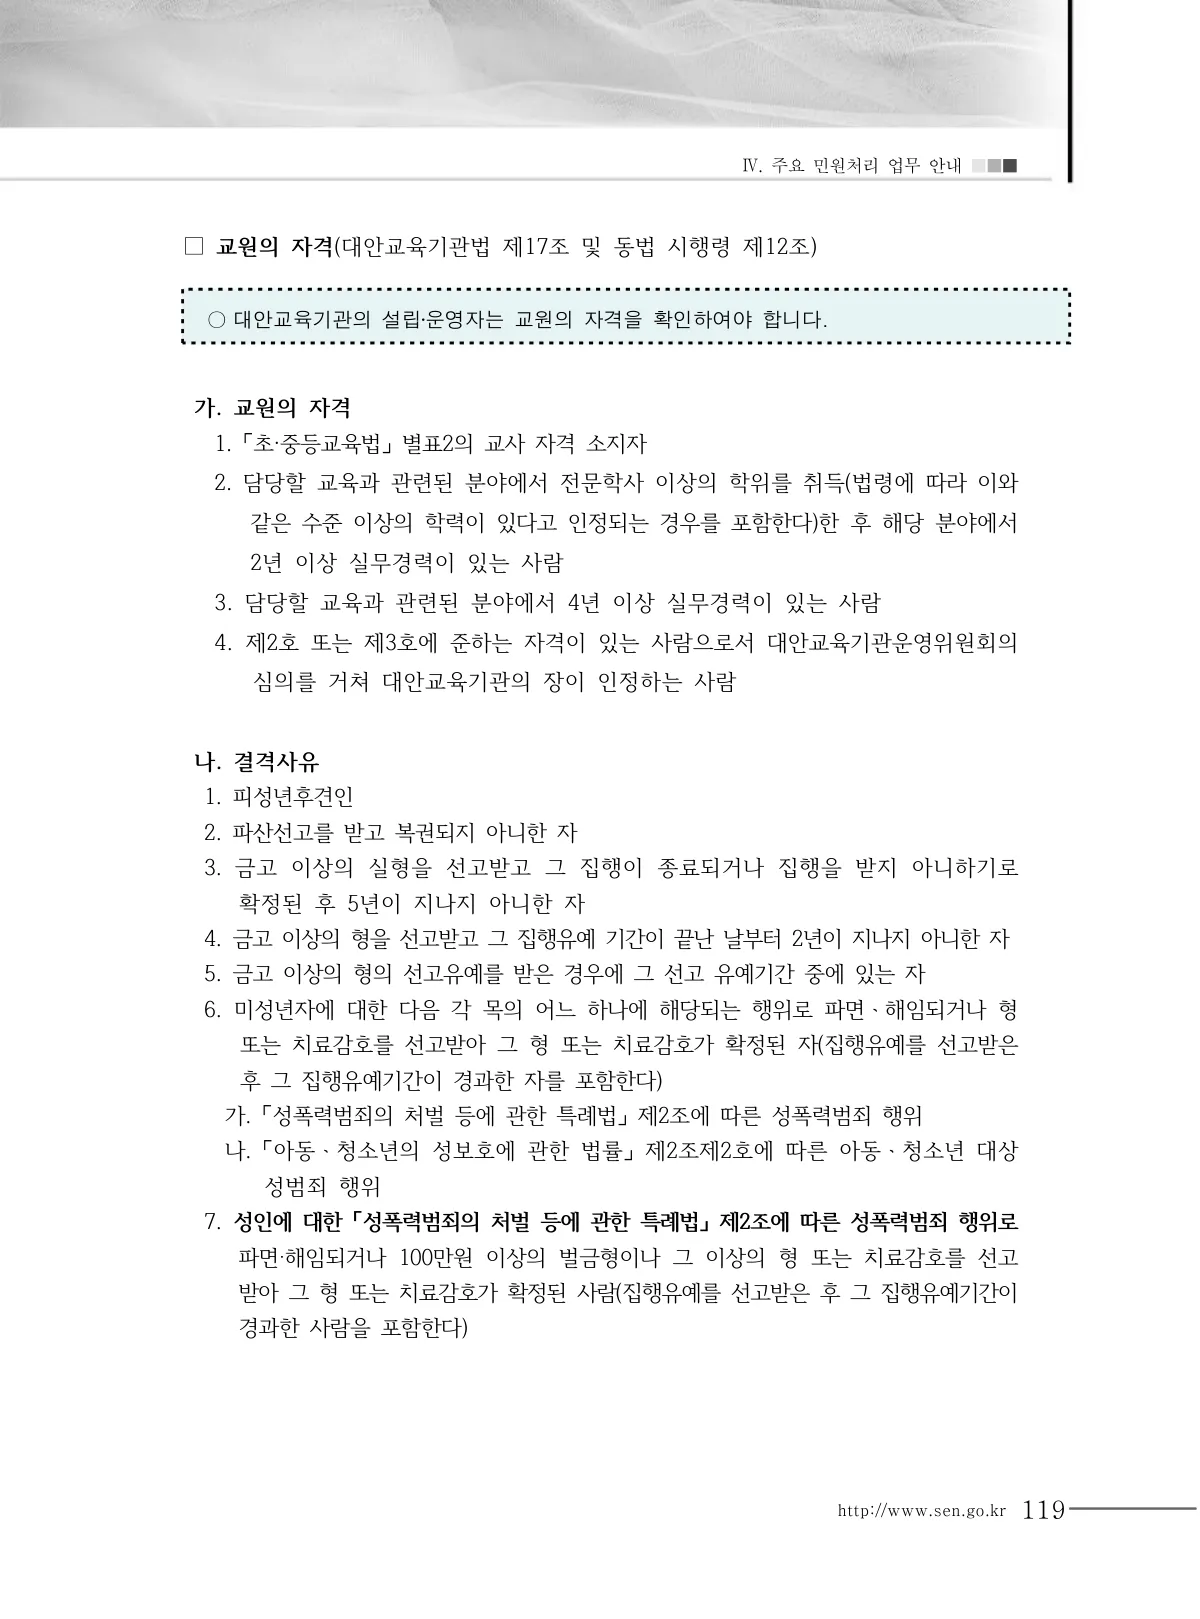 Ⅳ. 주요 민원처리 업무 안내
□ 교원의 자격(대안교육기관법 제17조 및 동법 시행령 제12조)
○ 대안교육기관의 설립·운영자는 교원의 자격을 확인하여야 합니다.
가. 교원의 자격
1. 「초·중등교육법」 별표2의 교사 자격 소지자
2. 담당할 교육과 관련된 분야에서 전문학사 이상의 학위를 취득(법령에 따라 이와
같은 수준 이상의 학력이 있다고 인정되는 경우를 포함한다)한 후 해당 분야에서
2년 이상 실무경력이 있는 사람
3. 담당할 교육과 관련된 분야에서 4년 이상 실무경력이 있는 사람
4. 제2호 또는 제3호에 준하는 자격이 있는 사람으로서 대안교육기관운영위원회의
심의를 거쳐 대안교육기관의 장이 인정하는 사람
나. 결격사유
1. 피성년후견인
2. 파산선고를 받고 복권되지 아니한 자
3. 금고 이상의 실형을 선고받고 그 집행이 종료되거나 집행을 받지 아니하기로
확정된 후 5년이 지나지 아니한 자
4. 금고 이상의 형을 선고받고 그 집행유예 기간이 끝난 날부터 2년이 지나지 아니한 자
5. 금고 이상의 형의 선고유예를 받은 경우에 그 선고 유예기간 중에 있는 자
6. 미성년자에 대한 다음 각 목의 어느 하나에 해당되는 행위로 파면ㆍ해임되거나 형
또는 치료감호를 선고받아 그 형 또는 치료감호가 확정된 자(집행유예를 선고받은
후 그 집행유예기간이 경과한 자를 포함한다)
가. 「성폭력범죄의 처벌 등에 관한 특례법」 제2조에 따른 성폭력범죄 행위
나. 「아동ㆍ청소년의 성보호에 관한 법률」 제2조제2호에 따른 아동ㆍ청소년 대상
성범죄 행위
7. 성인에 대한 「성폭력범죄의 처벌 등에 관한 특례법」 제2조에 따른 성폭력범죄 행위로
파면·해임되거나 100만원 이상의 벌금형이나 그 이상의 형 또는 치료감호를 선고
받아 그 형 또는 치료감호가 확정된 사람(집행유예를 선고받은 후 그 집행유예기간이
경과한 사람을 포함한다)
http://www.sen.go.kr 119